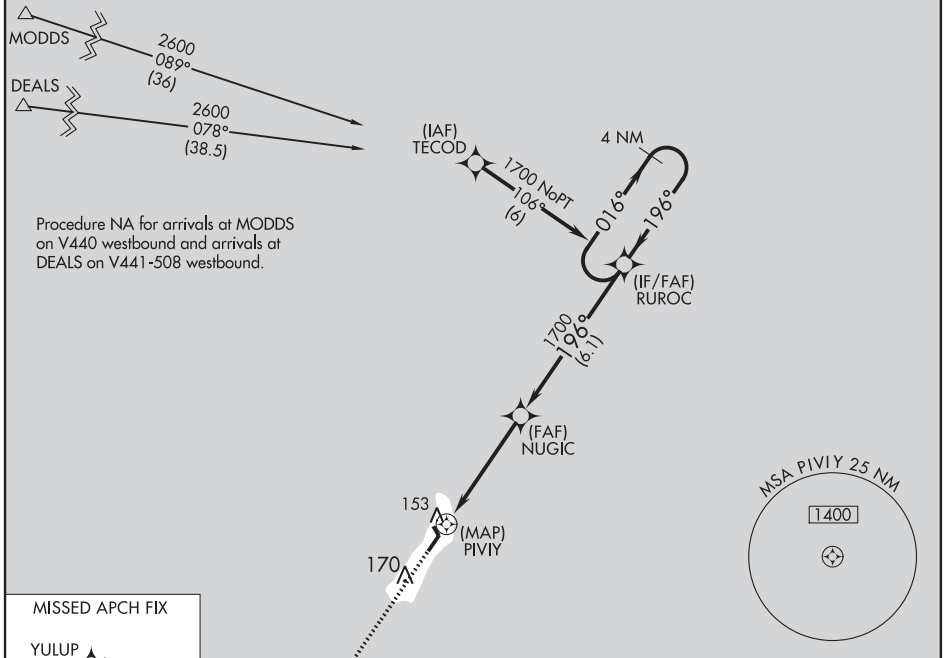 MODDS
2600
089°
(36)
DEALS
2600
078°
(38.5)
(IAF)
TECOD
1700 NoPT
106°
(6)
4 NM
016°
196°
Procedure NA for arrivals at MODDS
on V440 westbound and arrivals at
DEALS on V441-508 westbound.
(IF/FAF)
RUROC
1700
196°
(6.1)
(FAF)
NUGIC
153
(MAP)
PIVIY
170
MSA PIVIY 25 NM
1400
MISSED APCH FIX
YULUP